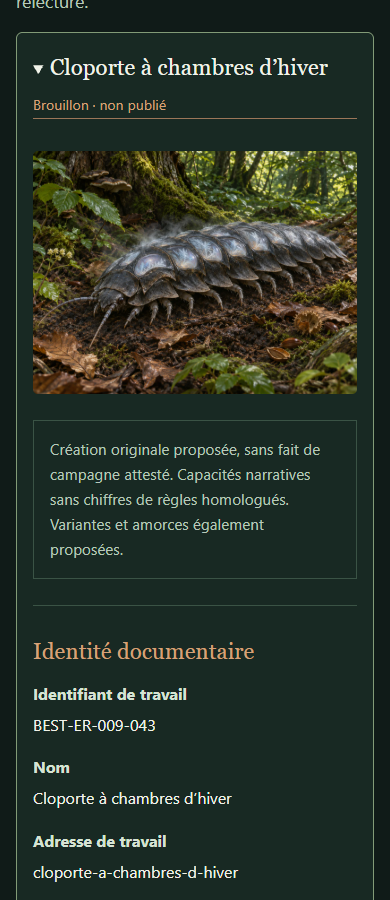 relecture.
▼ Cloporte à chambres d’hiver
Brouillon · non publié
Création originale proposée, sans fait de
campagne attesté. Capacités narratives
sans chiffres de règles homologués.
Variantes et amorces également
proposées.
Identité documentaire
Identifiant de travail
BEST-ER-009-043
Nom
Cloporte à chambres d’hiver
Adresse de travail
cloporte-a-chambres-d-hiver